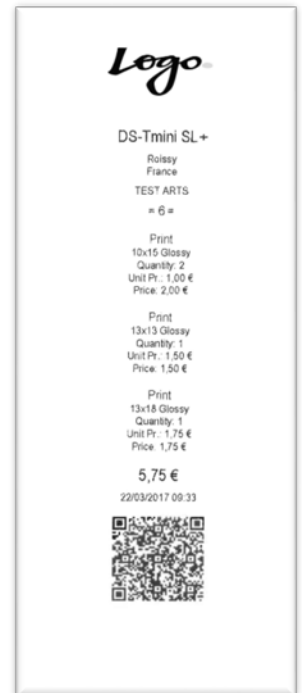 Logo
DS-Tmini SL+
Roissy
France
TEST ARTS
= 6 =
Print
10x15 Glossy
Quantity: 2
Unit Pr.: 1,00 €
Price: 2,00 €
Print
13x13 Glossy
Quantity: 1
Unit Pr.: 1,50 €
Price: 1,50 €
Print
13x18 Glossy
Quantity: 1
Unit Pr.: 1,75 €
Price: 1,75 €
5,75 €
22/03/2017 09:33